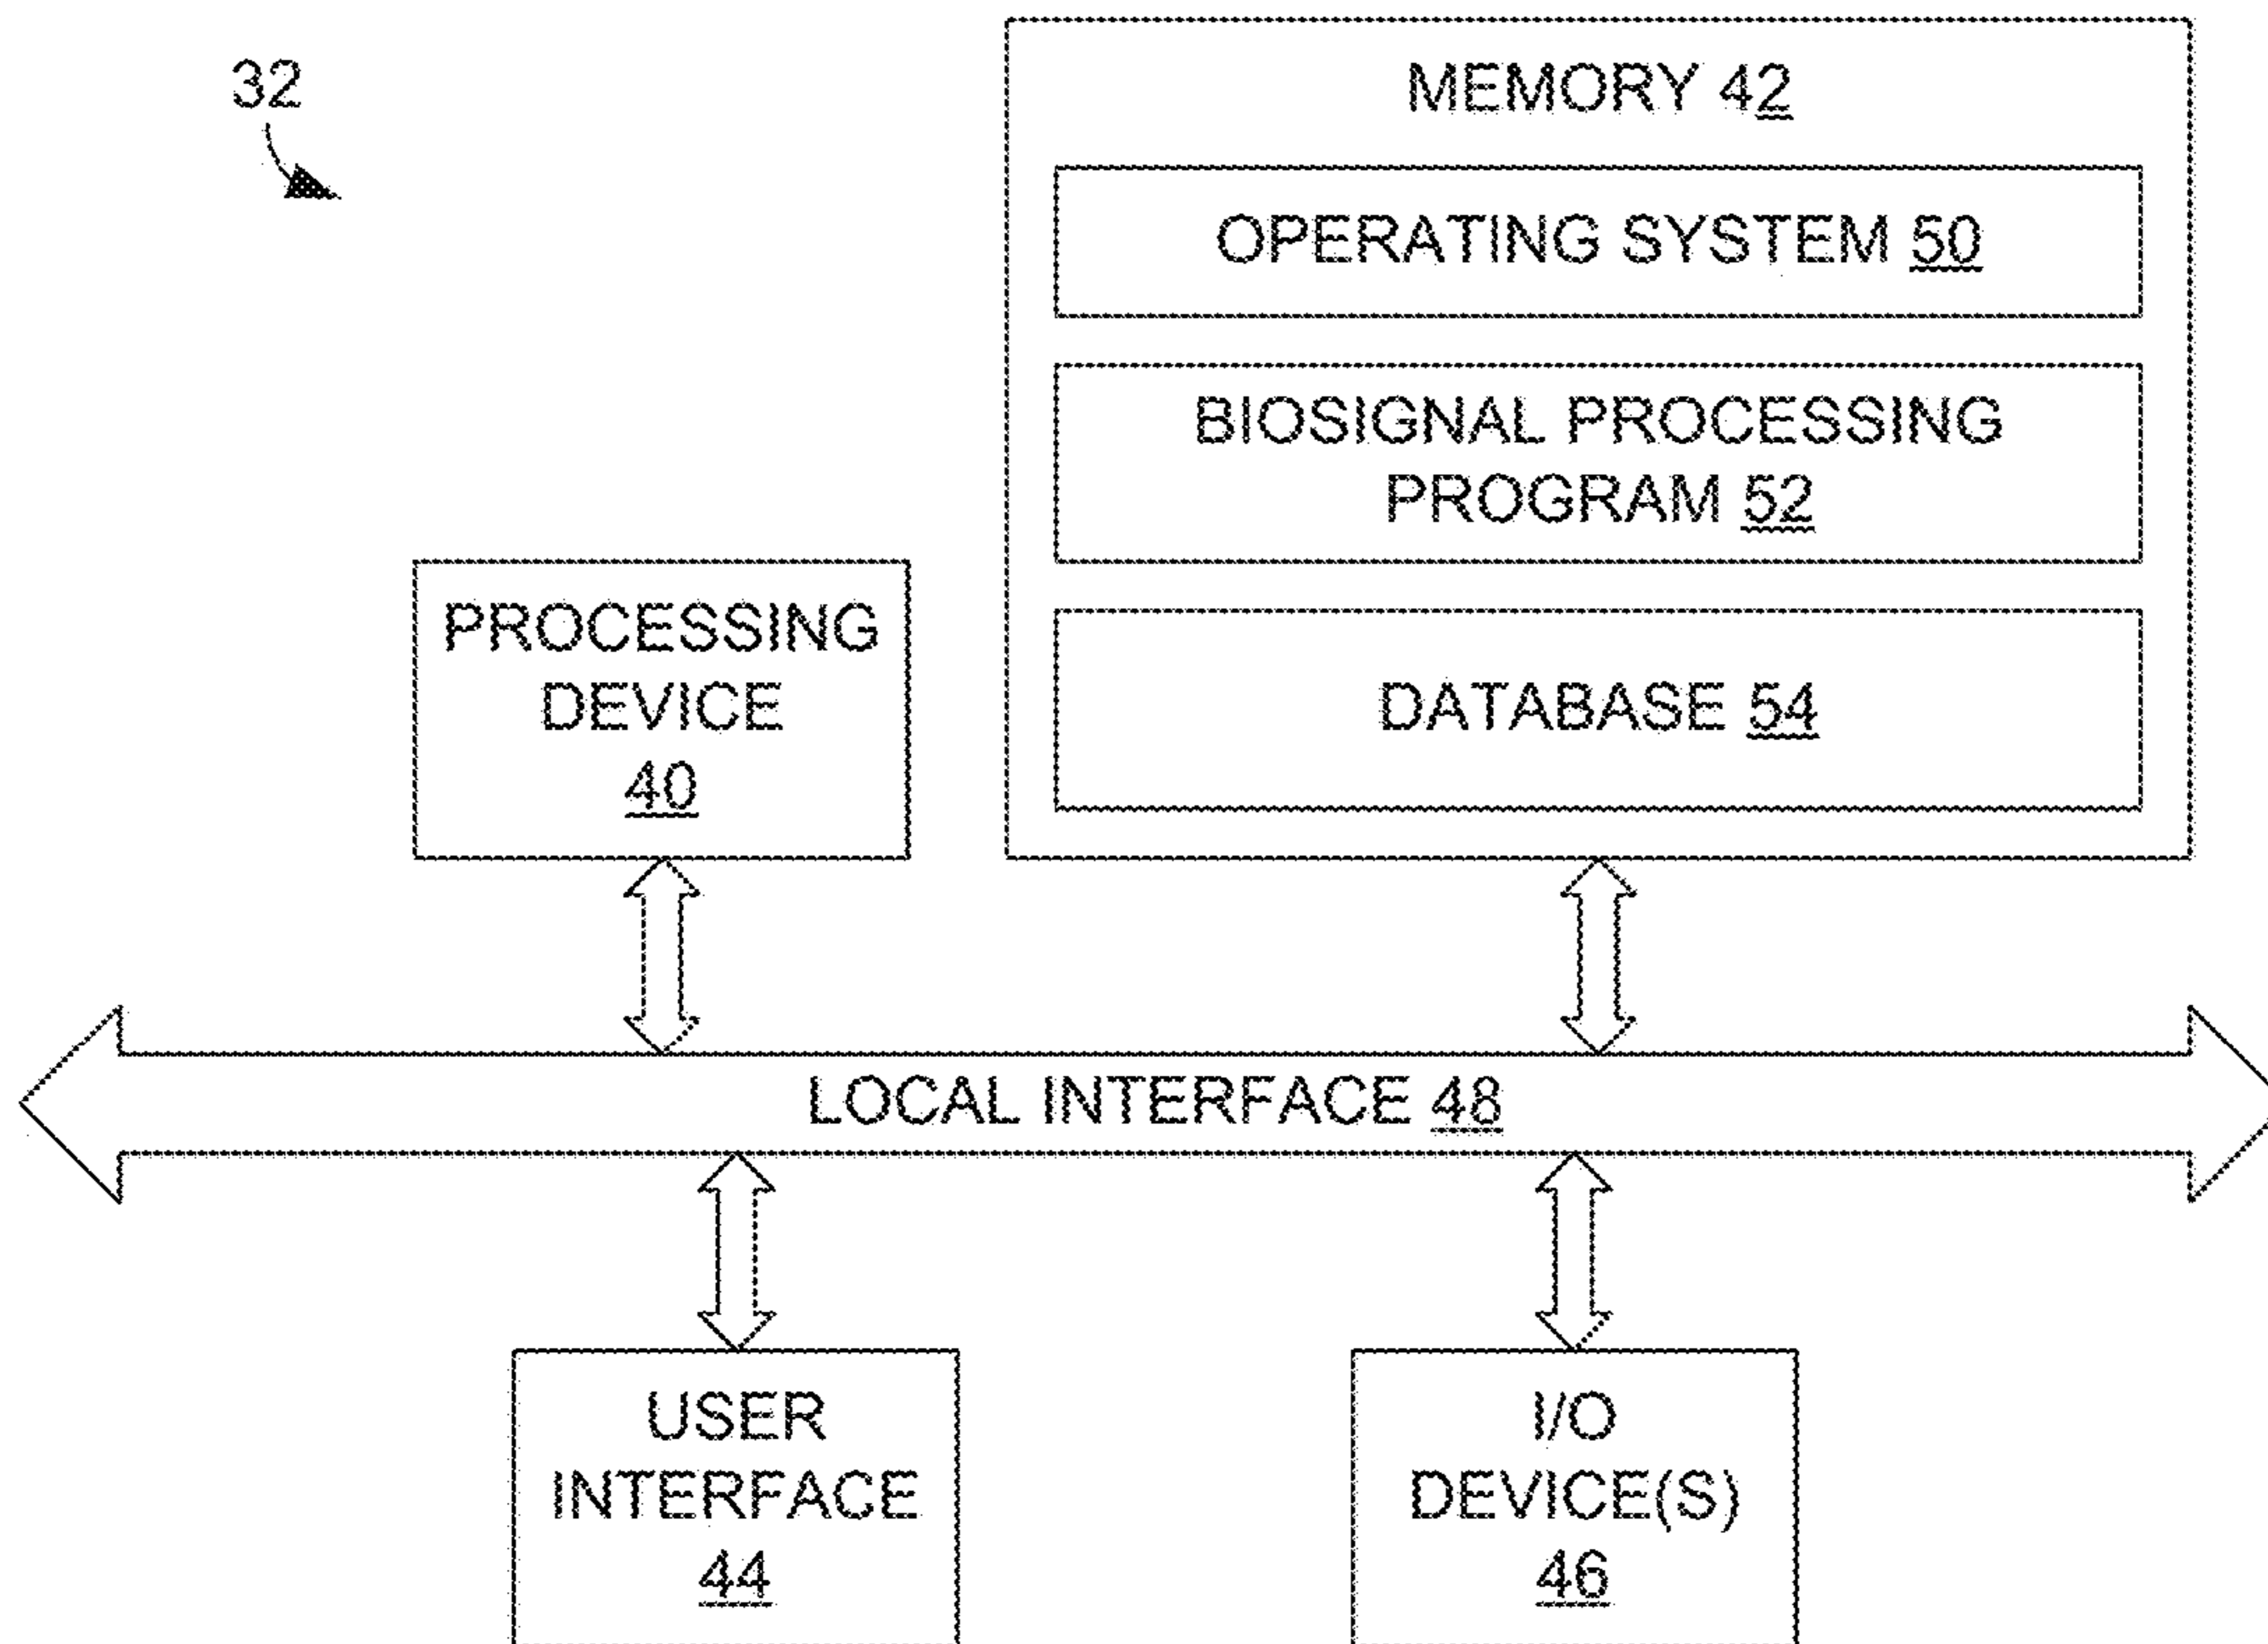 32
MEMORY 42
OPERATING SYSTEM 50
BIOSIGNAL PROCESSING
PROGRAM 52
DATABASE 54
PROCESSING
DEVICE
40
LOCAL INTERFACE 48
USER
INTERFACE
44
I/O
DEVICE(S)
46